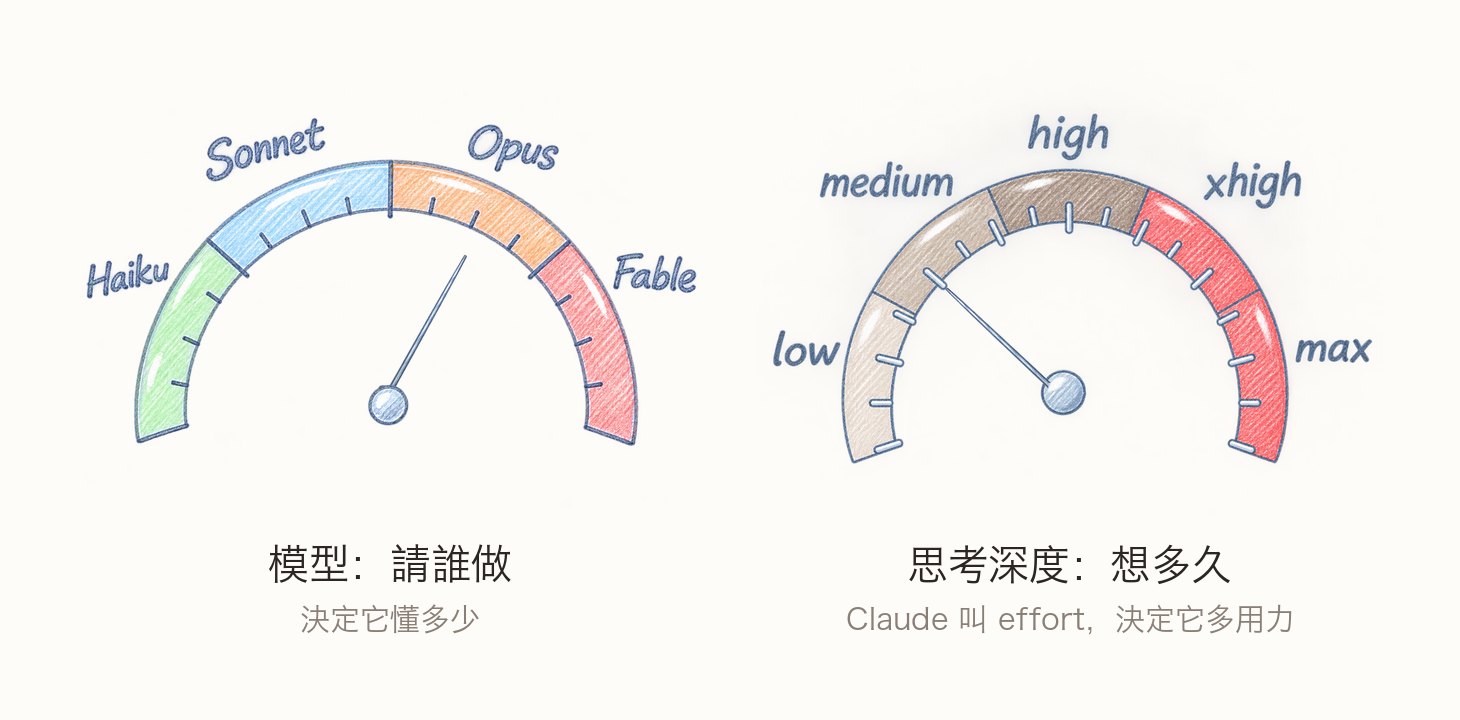 Sonnet
Opus
Haiku
Fable
模型：請誰做
決定它懂多少
high
medium
xhigh
low
max
思考深度：想多久
Claude 叫 effort，決定它多用力